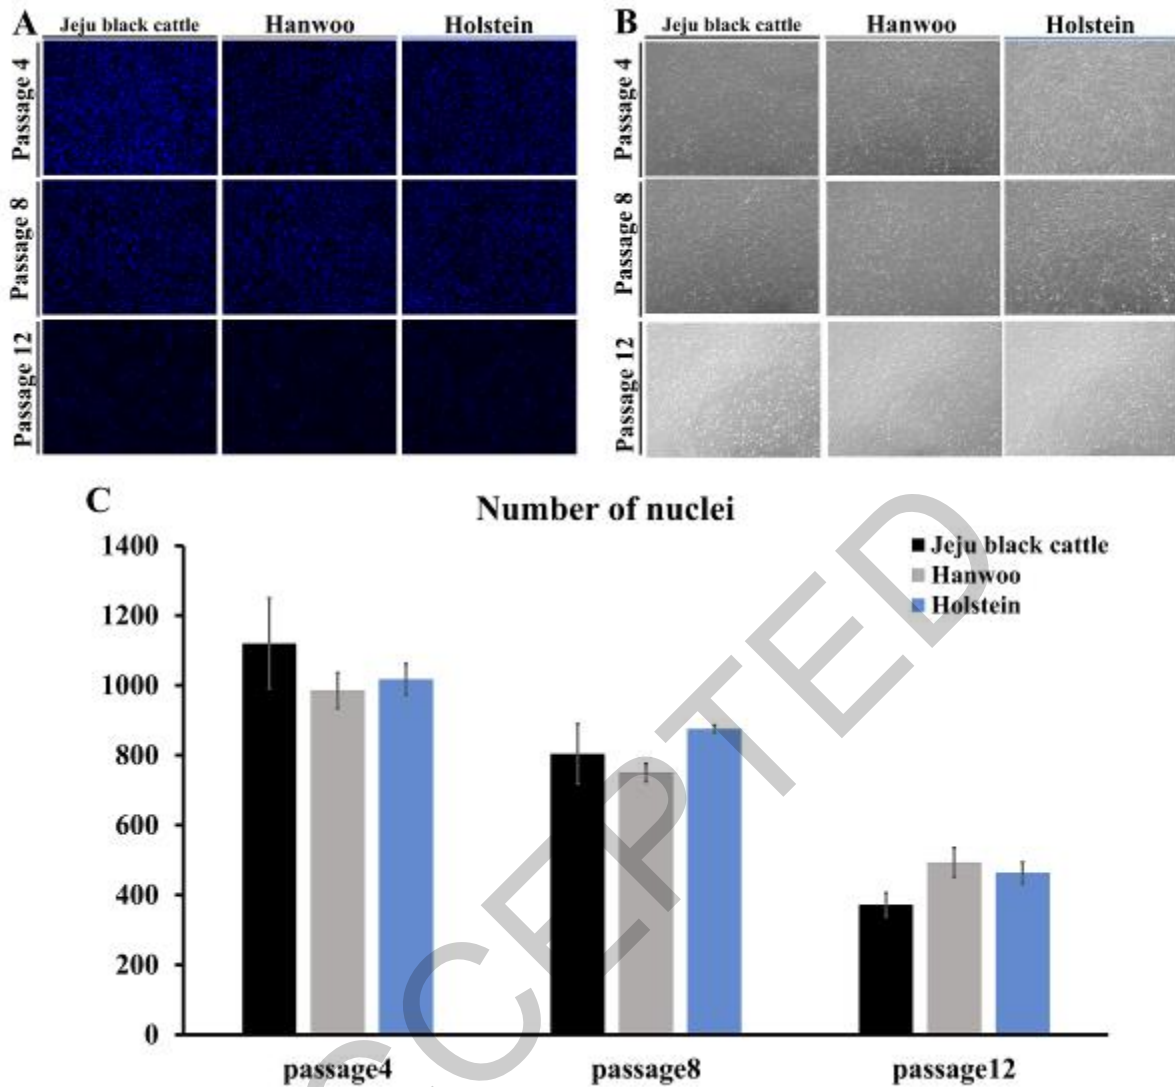 A Jeju black cattle Hanwoo Holstein
Passage 4
Passage 8
Passage 12
B Jeju black cattle Hanwoo Holstein
Passage 4
Passage 8
Passage 12
C
Number of nuclei
Jeju black cattle
Hanwoo
Holstein
1400
1200
1000
800
600
400
200
0
passage4 passage8 passage12
CCEPTED